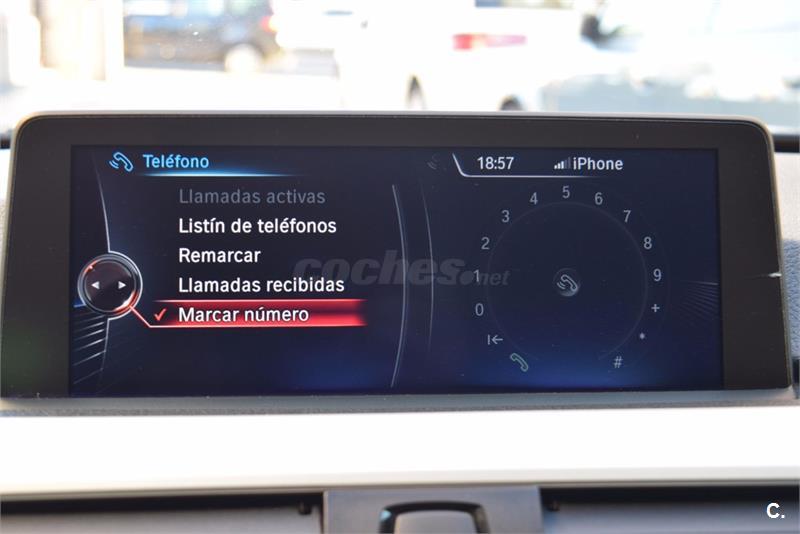 Teléfono
18:57 iPhone
Llamadas activas
Listín de teléfonos
Remarcar
Llamadas recibidas
✓ Marcar número
0 1 2 3 4 5 6 7 8 9 + * #
coches.net
C.